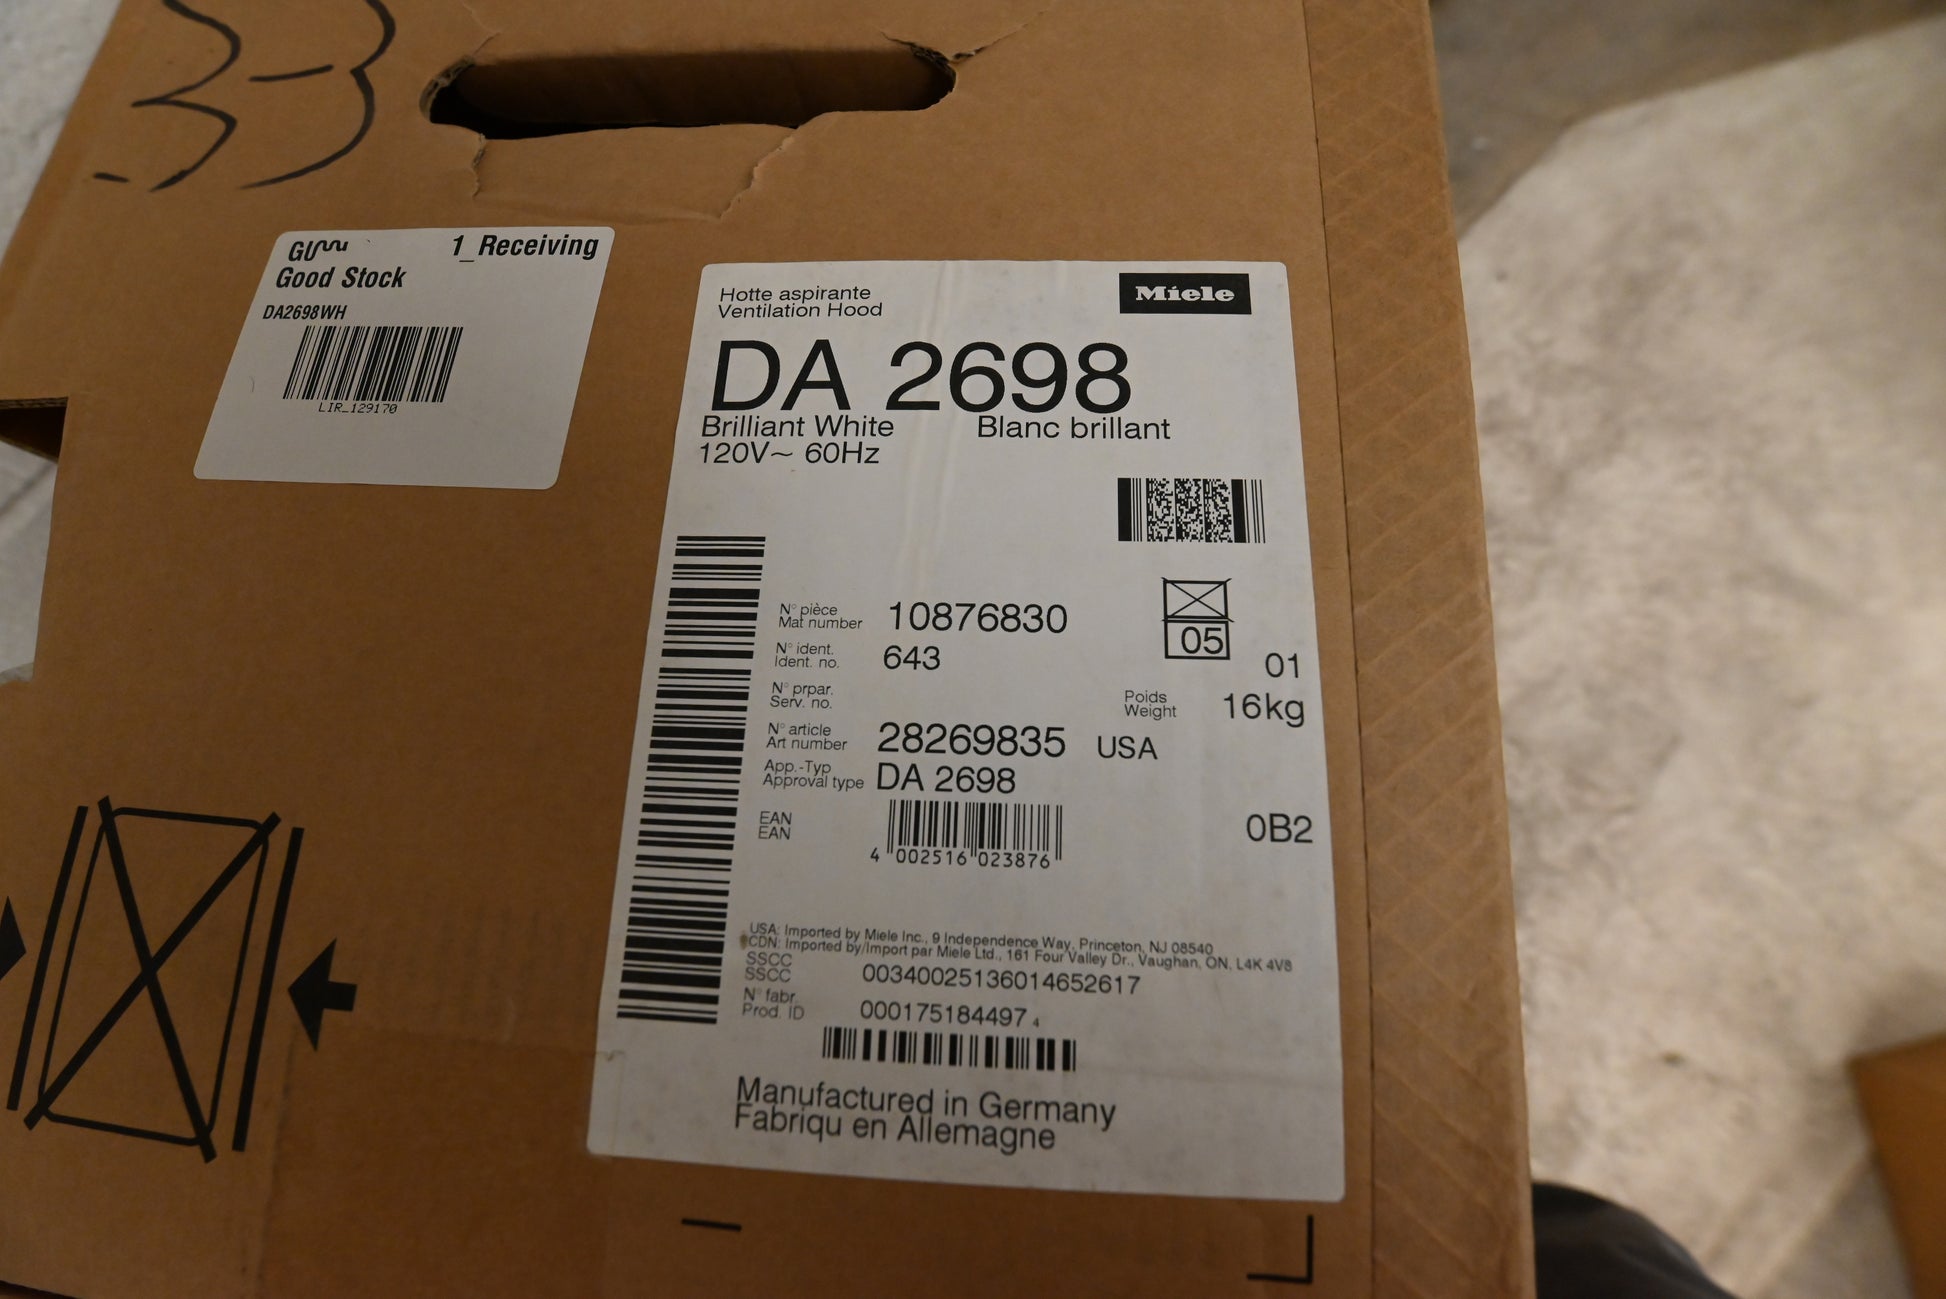 3-3
1_Receiving
Good Stock
DA2698WH
LIR_129170
Hotte aspirante
Ventilation Hood
Miele
DA 2698
Brilliant White Blanc brillant
120V~ 60Hz
N° pièce
Mat number 10876830
05
N° ident.
Ident. no. 643
01
N° prpar.
Serv. no.
Poids
Weight 16kg
N° article
Art number 28269835 USA
App.-Typ
Approval type DA 2698
EAN
EAN
0B2
4 002516 023876
USA: Imported by Miele Inc., 9 Independence Way, Princeton, NJ 08540
CDN: Imported by/Import par Miele Ltd., 161 Four Valley Dr., Vaughan, ON, L4K 4V8
SSCC
SSCC 00340025136014652617
N° fabr.
Prod. ID 000175184497 4
Manufactured in Germany
Fabriqu en Allemagne